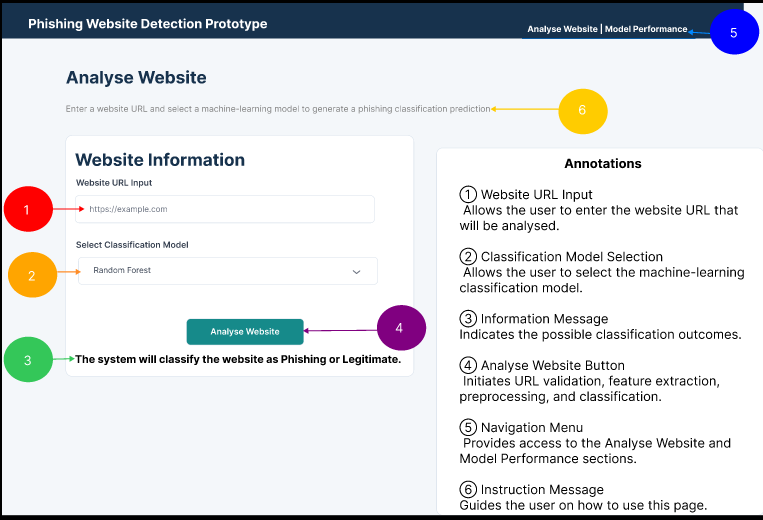 Phishing Website Detection Prototype
Analyse Website | Model Performance
5
Analyse Website
Enter a website URL and select a machine-learning model to generate a phishing classification prediction
6
Website Information
Website URL Input
1
https://example.com
Select Classification Model
2
Random Forest
Analyse Website
4
3
The system will classify the website as Phishing or Legitimate.
Annotations
① Website URL Input
Allows the user to enter the website URL that
will be analysed.
② Classification Model Selection
Allows the user to select the machine-learning
classification model.
③ Information Message
Indicates the possible classification outcomes.
④ Analyse Website Button
Initiates URL validation, feature extraction,
preprocessing, and classification.
⑤ Navigation Menu
Provides access to the Analyse Website and
Model Performance sections.
⑥ Instruction Message
Guides the user on how to use this page.